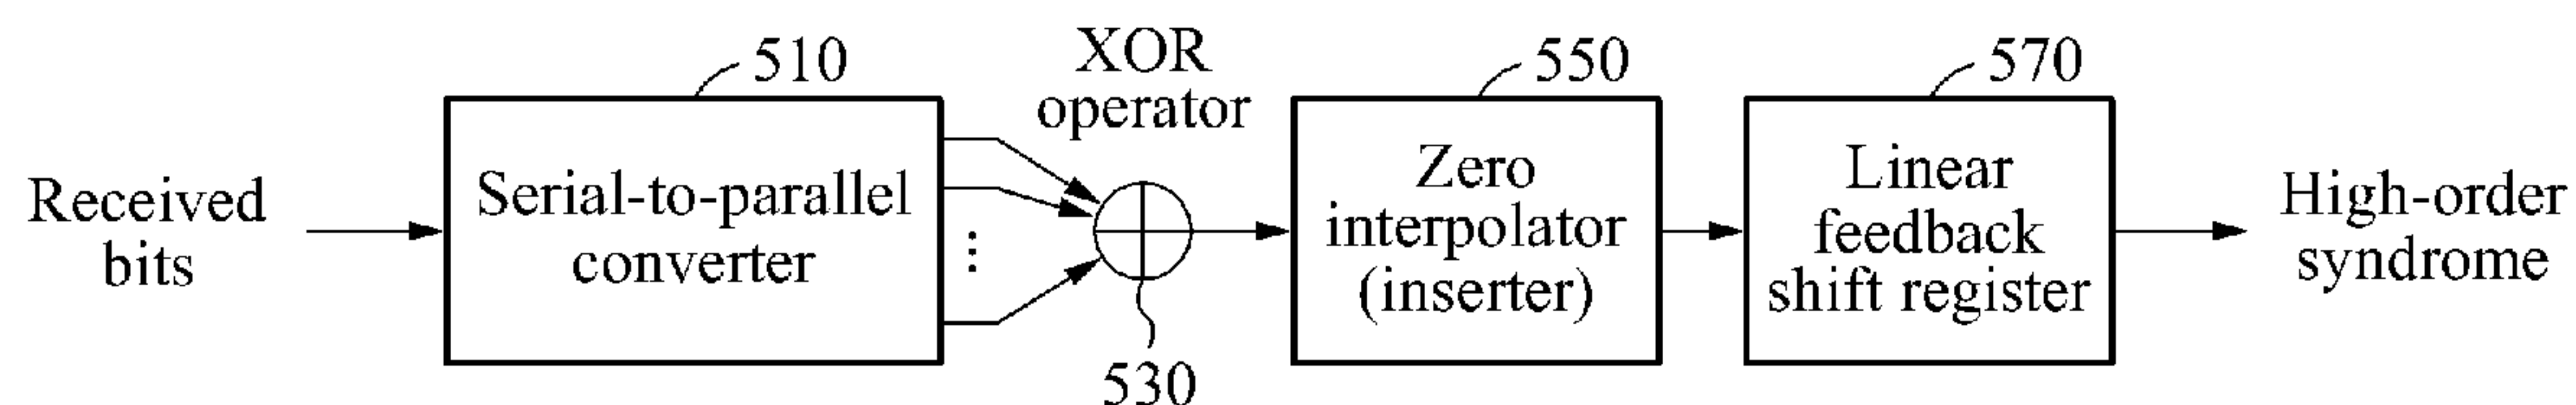 510
XOR
operator
550
570
Received
bits
Serial-to-parallel
converter
⋮
530
Zero
interpolator
(inserter)
Linear
feedback
shift register
High-order
syndrome